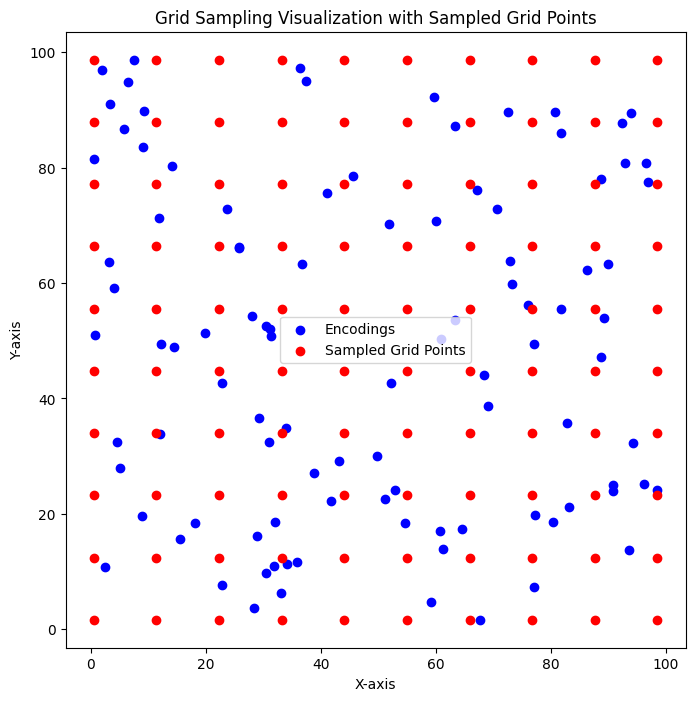 Grid Sampling Visualization with Sampled Grid Points
100
80
60
40
20
0
Y-axis
Encodings
Sampled Grid Points
0 20 40 60 80 100
X-axis